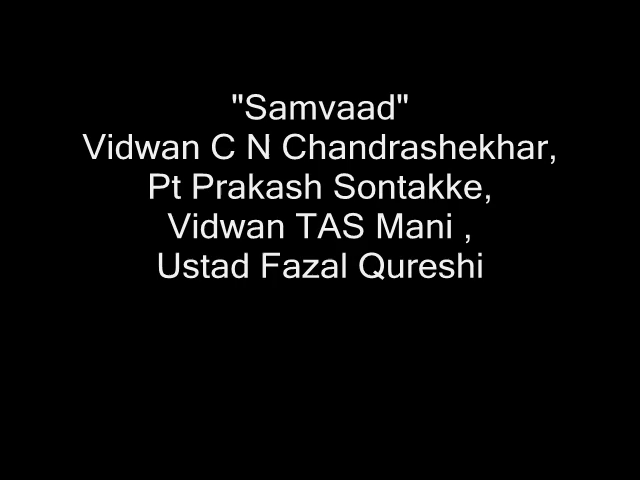 "Samvaad"
Vidwan C N Chandrashekhar,
Pt Prakash Sontakke,
Vidwan TAS Mani ,
Ustad Fazal Qureshi